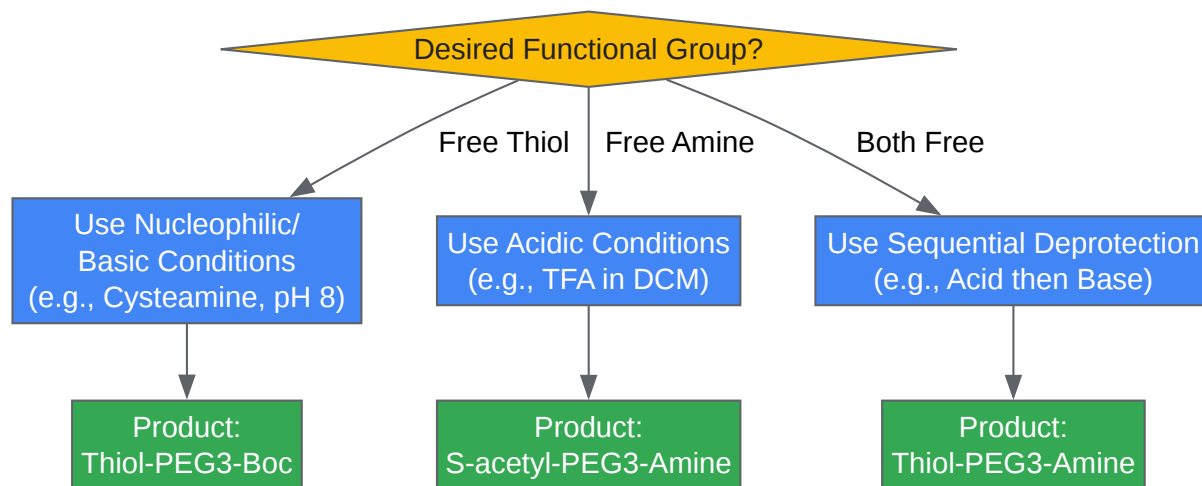 Desired Functional Group?
Free Thiol
Free Amine
Both Free
Use Nucleophilic/
Basic Conditions
(e.g., Cysteamine, pH 8)
Use Acidic Conditions
(e.g., TFA in DCM)
Use Sequential Deprotection
(e.g., Acid then Base)
Product:
Thiol-PEG3-Boc
Product:
S-acetyl-PEG3-Amine
Product:
Thiol-PEG3-Amine